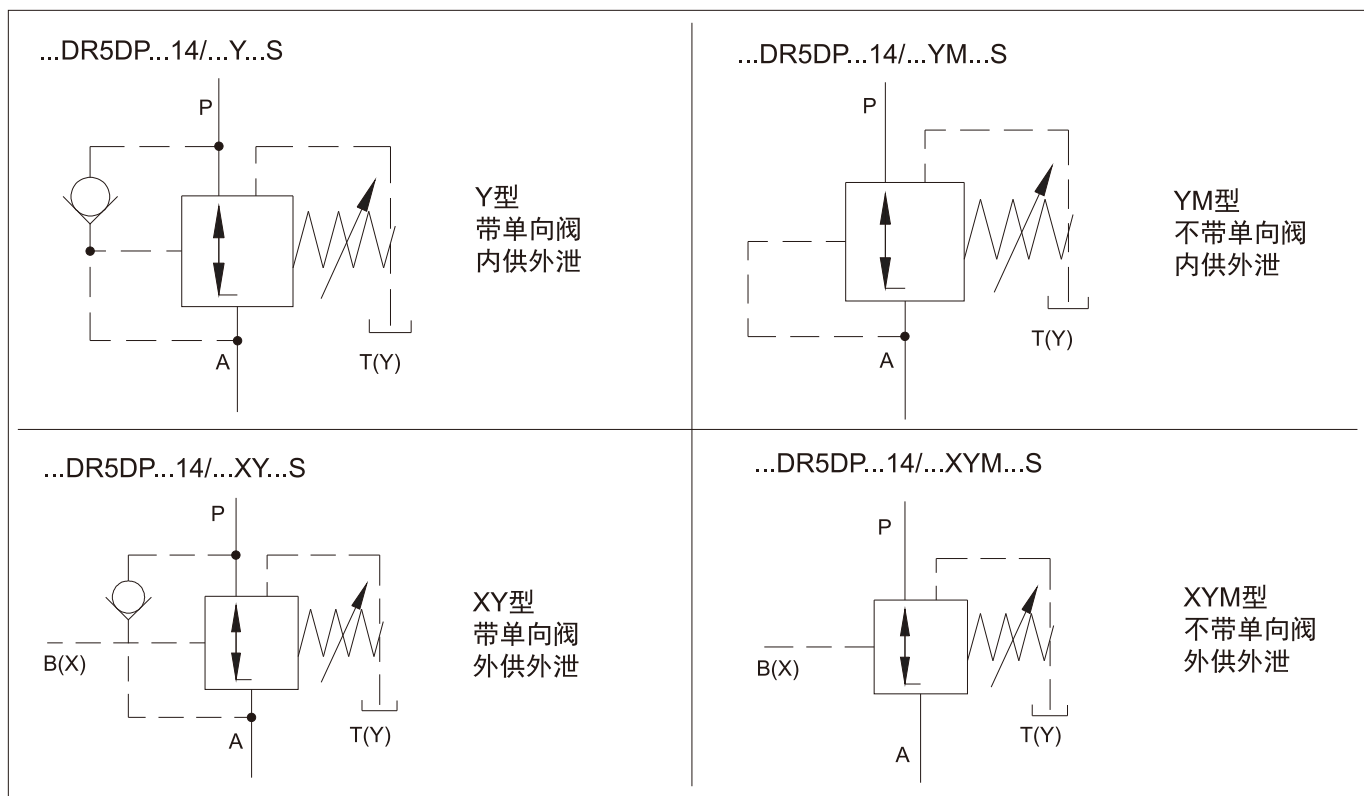 ...DR5DP...14/...Y...S
P
Y型
带单向阀
内供外泄
A
T(Y)
...DR5DP...14/...YM...S
P
YM型
不带单向阀
内供外泄
A
T(Y)
...DR5DP...14/...XY...S
P
XY型
带单向阀
外供外泄
B(X)
A
T(Y)
...DR5DP...14/...XYM...S
P
XYM型
不带单向阀
外供外泄
B(X)
A
T(Y)